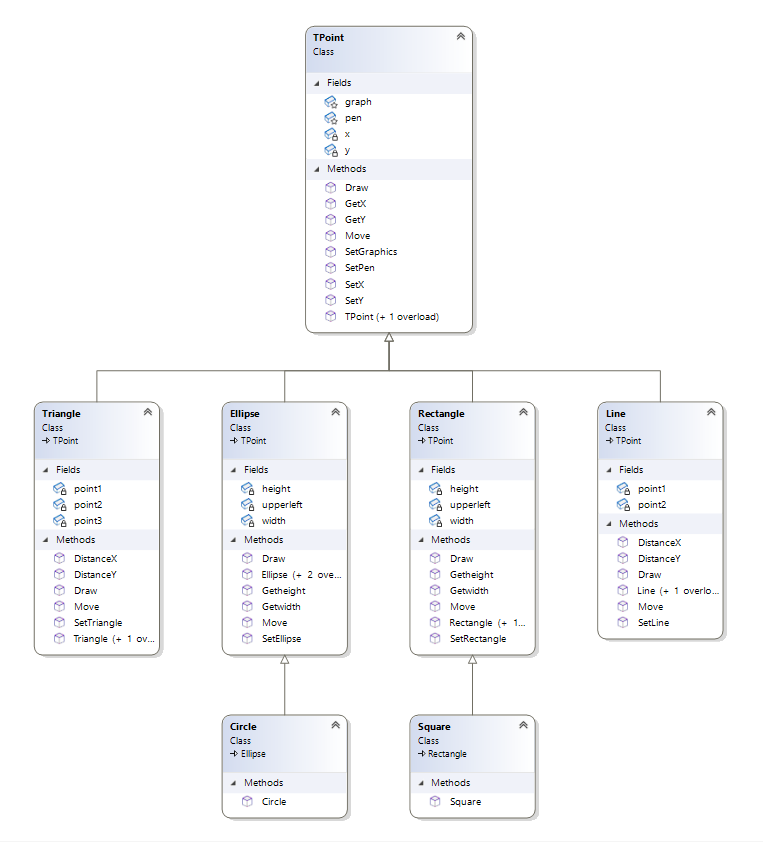 TPoint
Class
Fields
graph
pen
x
y
Methods
Draw
GetX
GetY
Move
SetGraphics
SetPen
SetX
SetY
TPoint (+ 1 overload)
Triangle
Class
TPoint
Fields
point1
point2
point3
Methods
DistanceX
DistanceY
Draw
Move
SetTriangle
Triangle (+ 1 ov...
Ellipse
Class
TPoint
Fields
height
upperleft
width
Methods
Draw
Ellipse (+ 2 ove...
Getheight
Getwidth
Move
SetEllipse
Rectangle
Class
TPoint
Fields
height
upperleft
width
Methods
Draw
Getheight
Getwidth
Move
Rectangle (+ 1...
SetRectangle
Line
Class
TPoint
Fields
point1
point2
Methods
DistanceX
DistanceY
Draw
Line (+ 1 overlo...
Move
SetLine
Circle
Class
Ellipse
Methods
Circle
Square
Class
Rectangle
Methods
Square